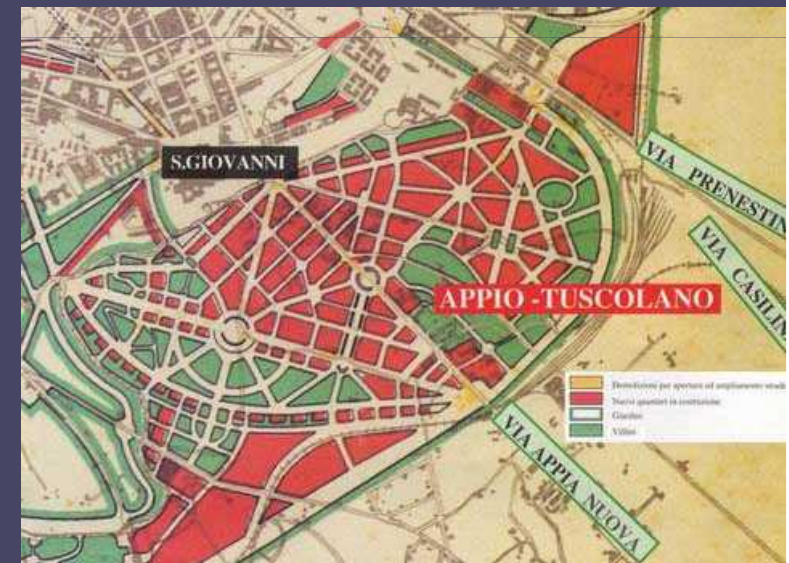 S.GIOVANNI
VIA PRENESTIN
VIA CASILIN
APPIO -TUSCOLANO
Demolizioni per apertura ed ampliamento strade
Nuovi quartieri in costruzione
Giardini
Villini
VIA APPIA NUOVA